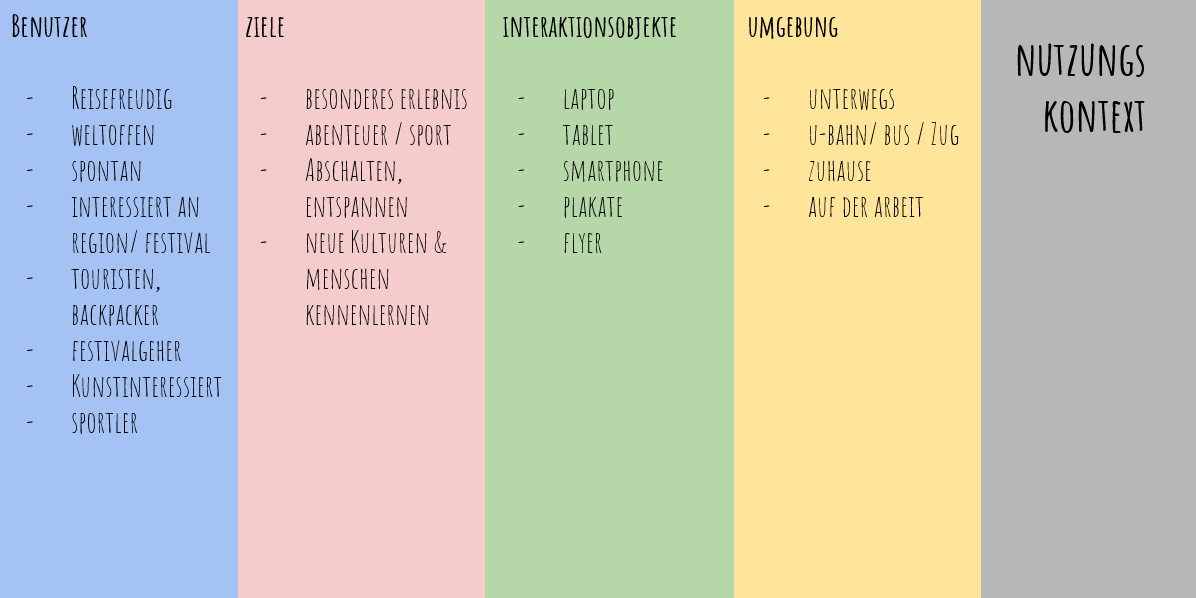 Benutzer
- Reisefreudig
- weltoffen
- spontan
- interessiert an
region/ festival
- touristen,
backpacker
- festivalgeher
- Kunstinteressiert
- sportler
ziele
- besonderes erlebnis
- abenteuer / sport
- Abschalten,
entspannen
- neue Kulturen &
menschen
kennenlernen
interaktionsobjekte
- laptop
- tablet
- smartphone
- plakate
- flyer
umgebung
- unterwegs
- u-bahn/ bus / Zug
- zuhause
- auf der arbeit
nutzungs
kontext